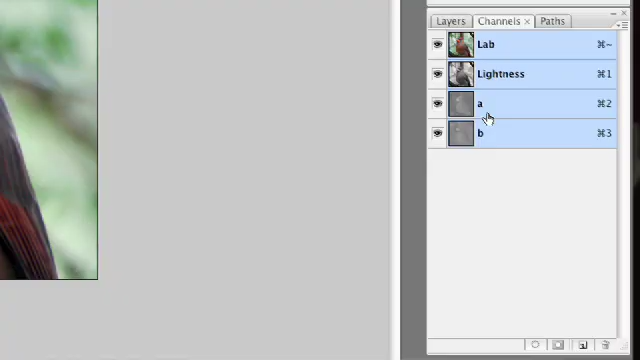 Layers Channels × Paths
Lab ⌘~
Lightness ⌘1
a ⌘2
b ⌘3